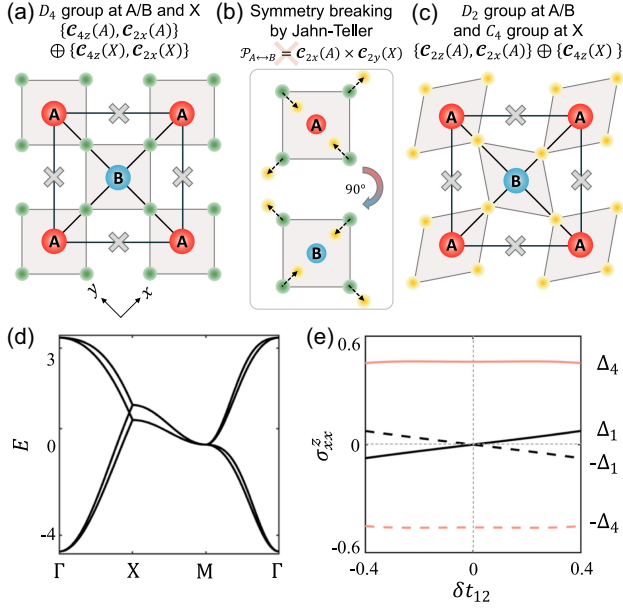 (a) D₄ group at A/B and X
{𝓒₄z(A), 𝓒₂x(A)}
⊕ {𝓒₄z(X), 𝓒₂x(X)}
A
A
B
A
A
y
x
(b) Symmetry breaking
by Jahn-Teller
𝒫A↔B = 𝓒₂x(A) × 𝓒₂y(X)
A
90°
B
(c) D₂ group at A/B
and C₄ group at X
{𝓒₂z(A), 𝓒₂x(A)} ⊕ {𝓒₄z(X)}
A
A
B
A
A
(d)
3
0
-4
E
Γ
X
M
Γ
(e)
0.6
0
-0.6
σᶻxx
Δ₄
Δ₁
-Δ₁
-Δ₄
-0.4
0
0.4
δt₁₂